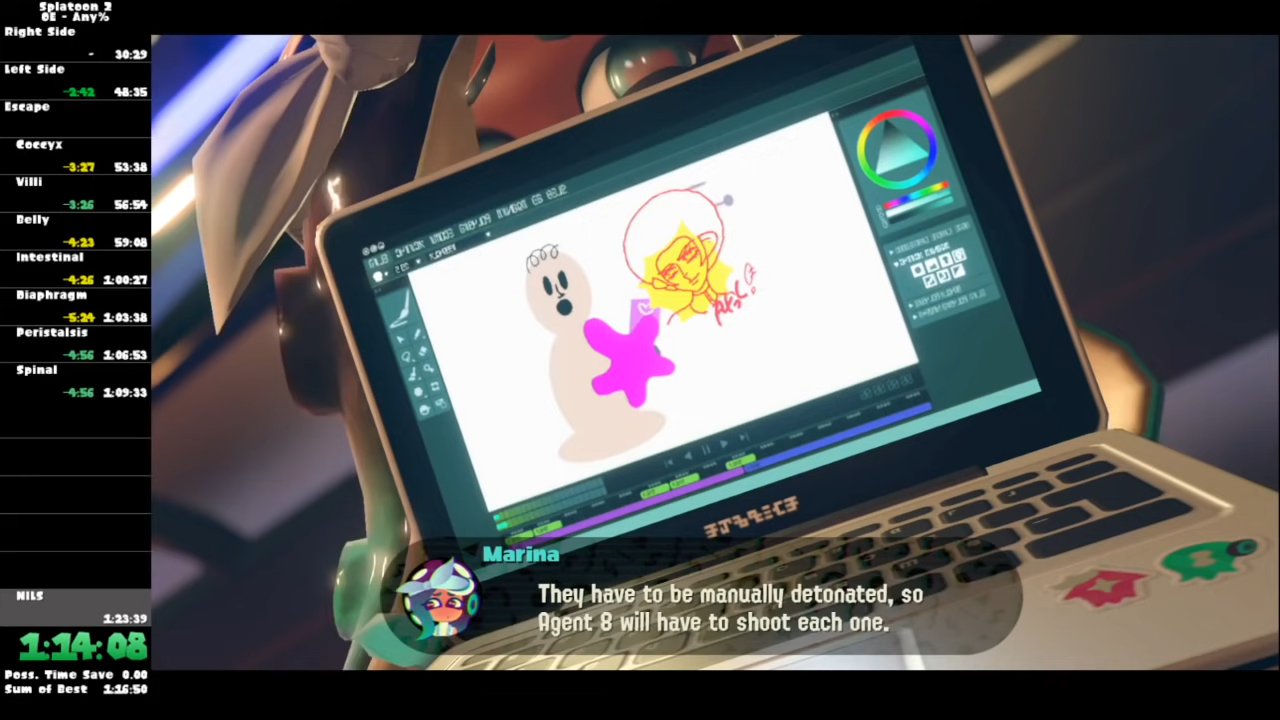 Splatoon 2
OE - Any%
Right Side
- 30:29
Left Side
-2:42 48:35
Escape
Coccyx
-3:27 53:38
Villi
-3:26 56:54
Belly
-4:23 59:08
Intestinal
-4:26 1:00:27
Diaphragm
-5:24 1:03:38
Peristalsis
-4:56 1:06:53
Spinal
-4:56 1:09:33
NILS
1:23:39
1:14:08
Poss. Time Save 0.00
Sum of Best 1:16:50
Marina
They have to be manually detonated, so
Agent 8 will have to shoot each one.